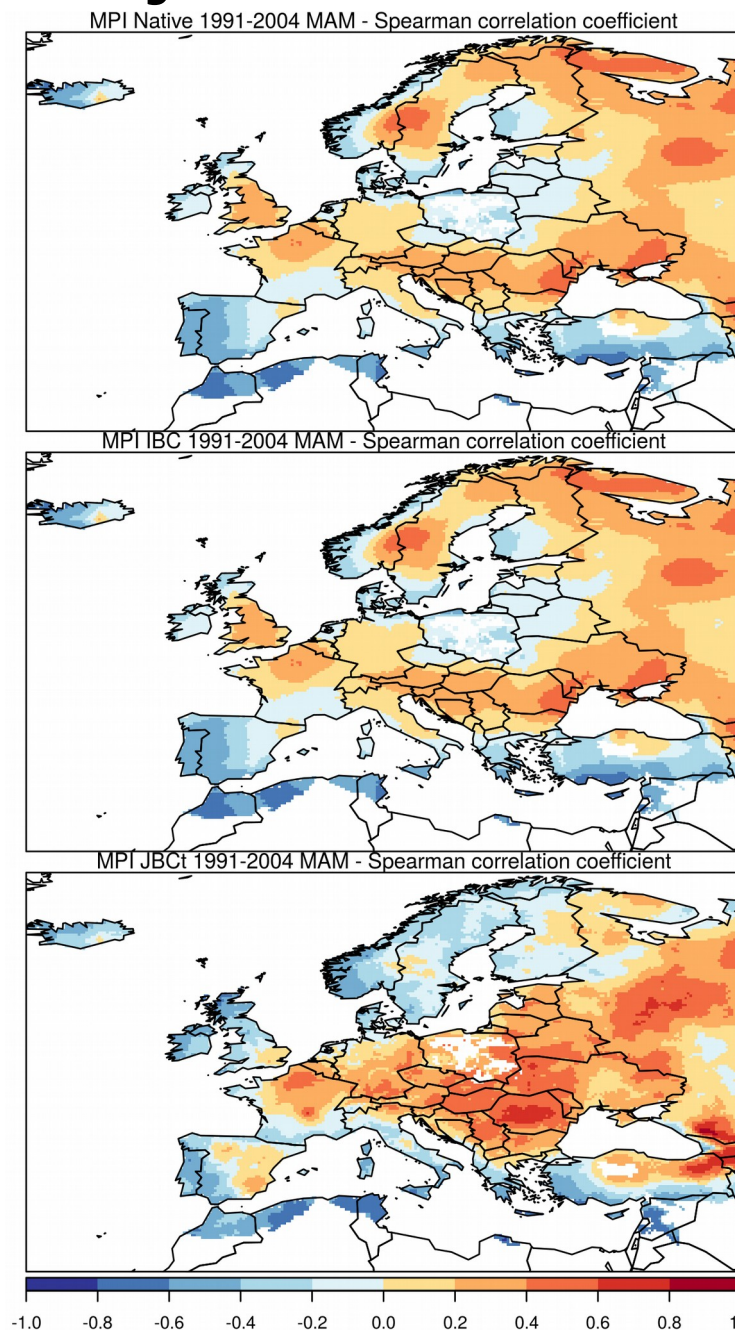 MPI Native 1991-2004 MAM - Spearman correlation coefficient
MPI IBC 1991-2004 MAM - Spearman correlation coefficient
MPI JBCt 1991-2004 MAM - Spearman correlation coefficient
-1.0 -0.8 -0.6 -0.4 -0.2 0.0 0.2 0.4 0.6 0.8 1